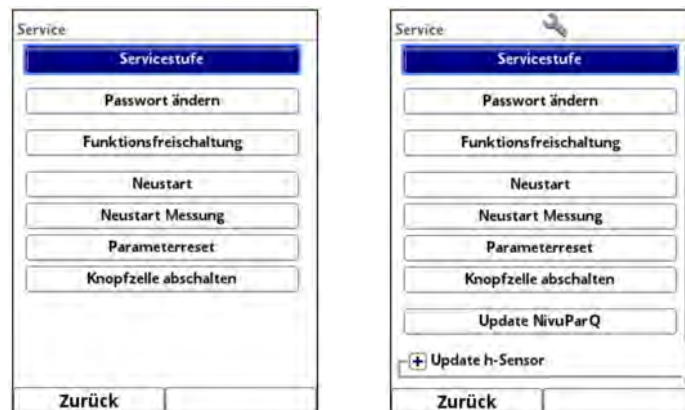 Service
Servicestufe
Passwort ändern
Funktionsfreischaltung
Neustart
Neustart Messung
Parameterreset
Knopfzelle abschalten
Zurück
Service
Servicestufe
Passwort ändern
Funktionsfreischaltung
Neustart
Neustart Messung
Parameterreset
Knopfzelle abschalten
Update NivuParQ
Update h-Sensor
Zurück